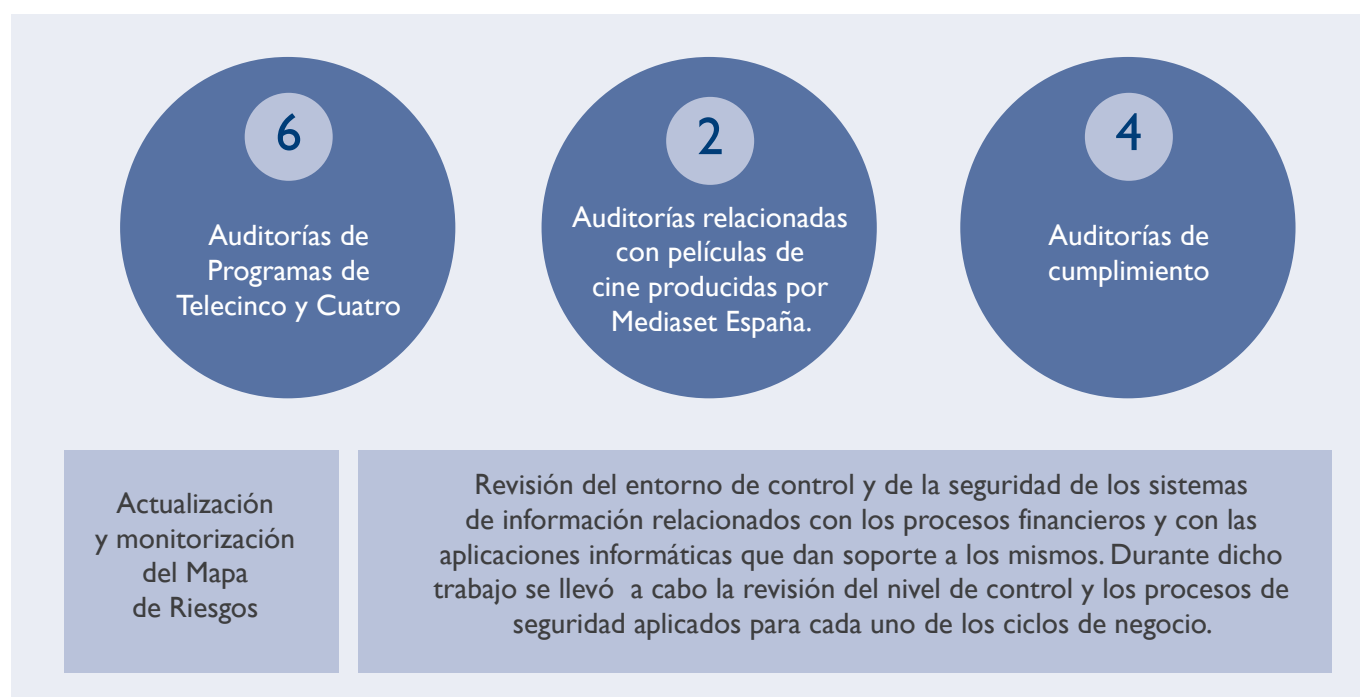 6
Auditorías de
Programas de
Telecinco y Cuatro
2
Auditorías relacionadas
con películas de
cine producidas por
Mediaset España.
4
Auditorías de
cumplimiento
Actualización
y monitorización
del Mapa
de Riesgos
Revisión del entorno de control y de la seguridad de los sistemas
de información relacionados con los procesos financieros y con las
aplicaciones informáticas que dan soporte a los mismos. Durante dicho
trabajo se llevó a cabo la revisión del nivel de control y los procesos de
seguridad aplicados para cada uno de los ciclos de negocio.